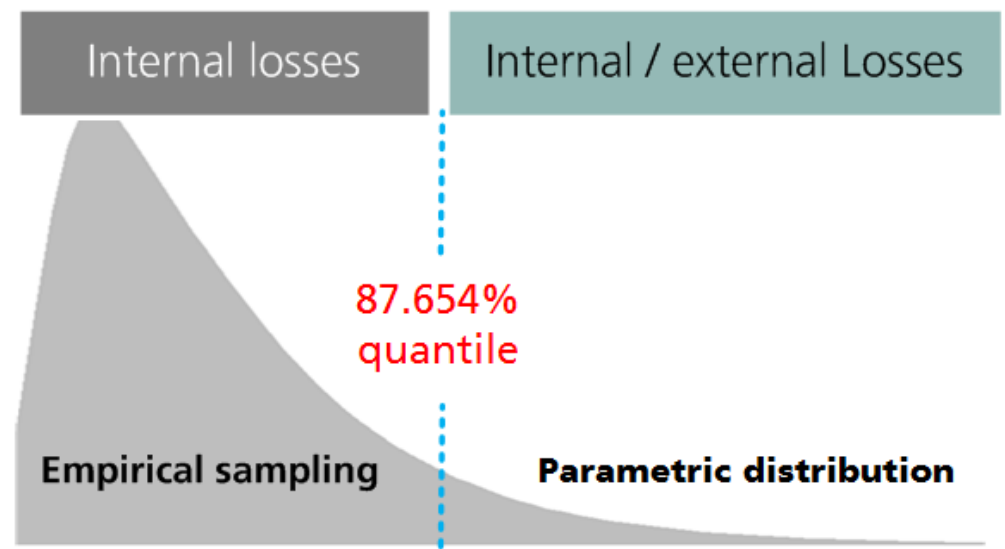 Internal losses
Internal / external Losses
87.654%
quantile
Empirical sampling
Parametric distribution